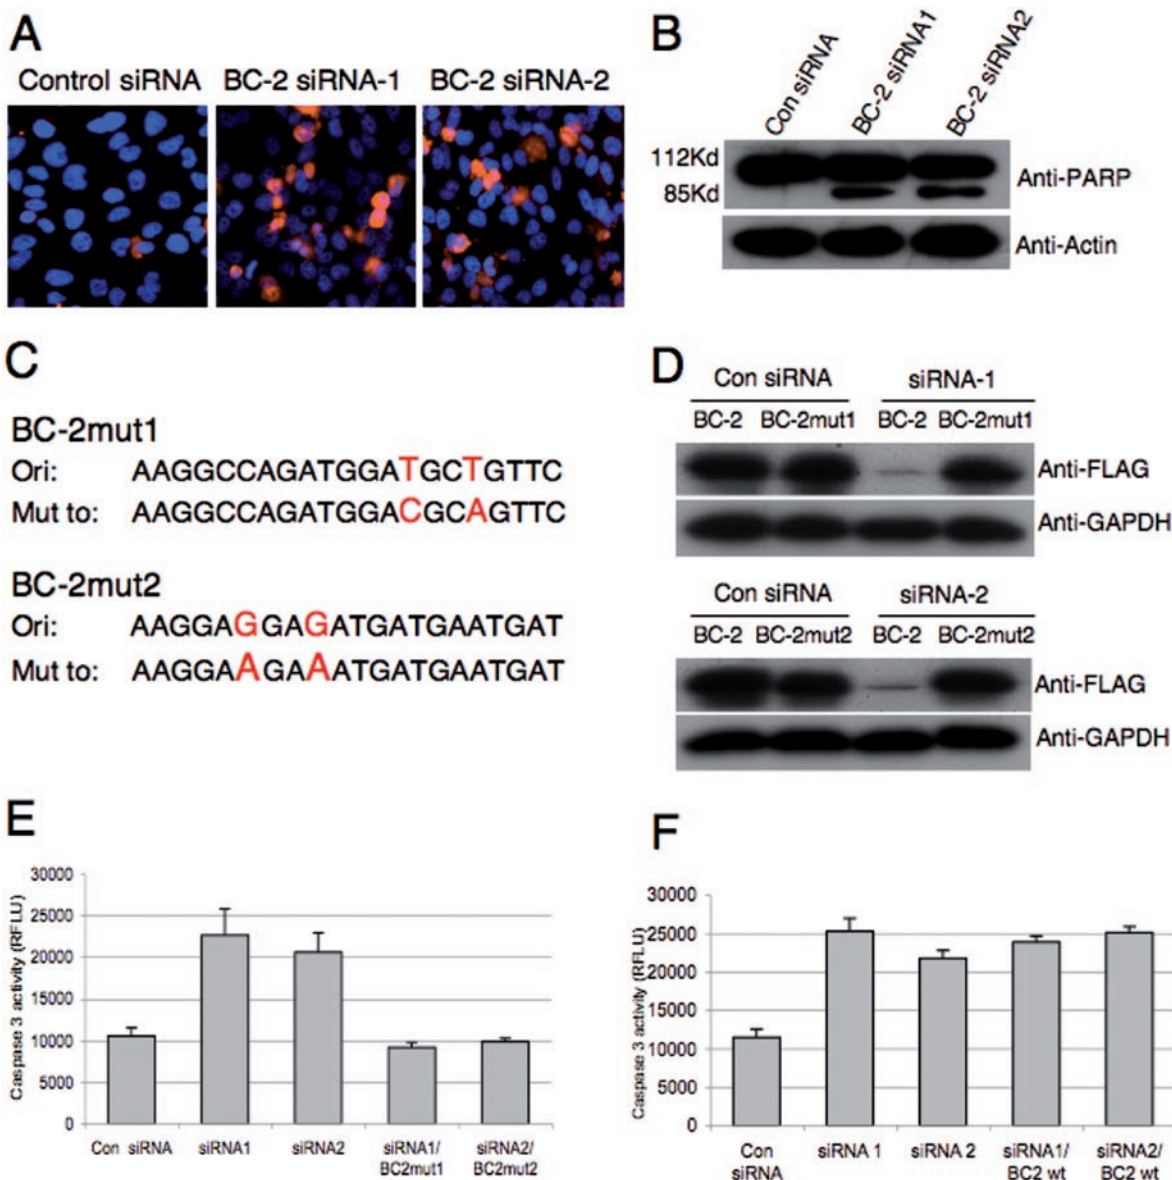 A
Control siRNA BC-2 siRNA-1 BC-2 siRNA-2
B
Con siRNA
BC-2 siRNA1
BC-2 siRNA2
112Kd
85Kd
Anti-PARP
Anti-Actin
C
BC-2mut1
Ori: AAGGCCAGATGGATGCTGTTC
Mut to: AAGGCCAGATGGACGCAGTTC
BC-2mut2
Ori: AAGGAGGAGATGATGAATGAT
Mut to: AAGGAAGAAATGATGAATGAT
D
Con siRNA siRNA-1
BC-2 BC-2mut1 BC-2 BC-2mut1
Anti-FLAG
Anti-GAPDH
Con siRNA siRNA-2
BC-2 BC-2mut2 BC-2 BC-2mut2
Anti-FLAG
Anti-GAPDH
E
Caspase 3 activity (RFLU)
30000
25000
20000
15000
10000
5000
0
Con siRNA siRNA1 siRNA2 siRNA1/ siRNA2/
BC2mut1 BC2mut2
F
Caspase 3 activity (RFLU)
30000
25000
20000
15000
10000
5000
0
Con siRNA 1 siRNA 2 siRNA1/ siRNA2/
siRNA BC2 wt BC2 wt